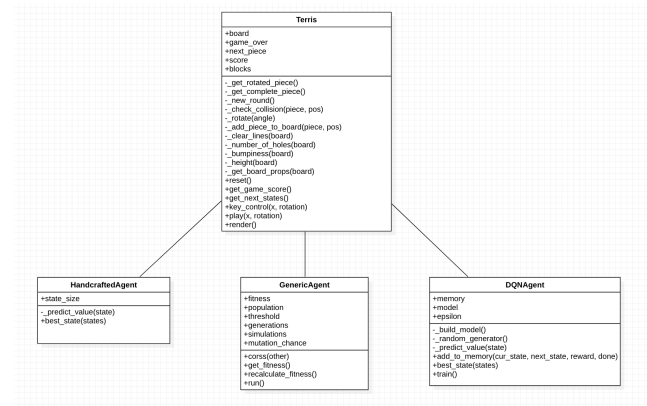 Terris
+board
+game_over
+next_piece
+score
+blocks
-_get_rotated_piece()
-_get_complete_piece()
-_new_round()
-_check_collision(piece, pos)
-_rotate(angle)
-_add_piece_to_board(piece, pos)
-_clear_lines(board)
-_number_of_holes(board)
-_bumpiness(board)
-_height(board)
-_get_board_props(board)
+reset()
+get_game_score()
+get_next_states()
+key_control(x, rotation)
+play(x, rotation)
+render()
HandcraftedAgent
+state_size
-_predict_value(state)
+best_state(states)
GenericAgent
+fitness
+population
+threshold
+generations
+simulations
+mutation_chance
+corss(other)
+get_fitness()
+recalculate_fitness()
+run()
DQNAgent
+memory
+model
+epsilon
-_build_model()
-_random_generator()
-_predict_value(state)
+add_to_memory(cur_state, next_state, reward, done)
+best_state(states)
+train()